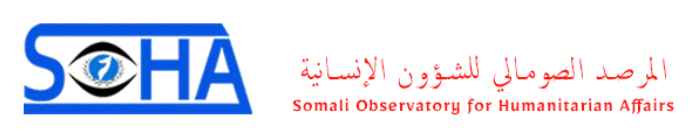 SOHA
المرصد الصومالي للشؤون الإنسانية
Somali Observatory for Humanitarian Affairs